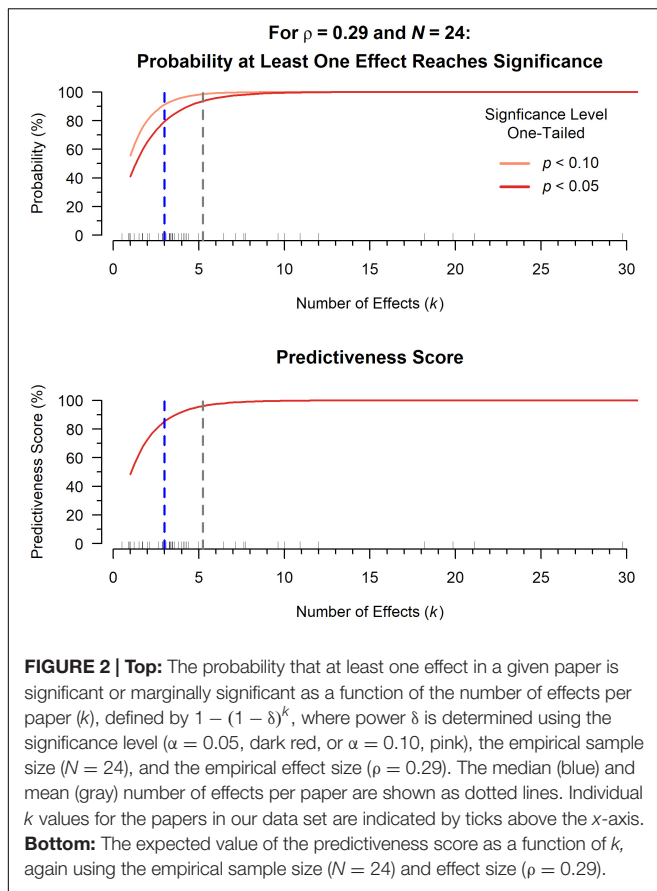 For ρ = 0.29 and N = 24:
Probability at Least One Effect Reaches Significance
Probability (%)
100
80
60
40
20
0
Signficance Level
One-Tailed
p < 0.10
p < 0.05
0 5 10 15 20 25 30
Number of Effects (k)
Predictiveness Score
Predictiveness Score (%)
100
80
60
40
20
0
0 5 10 15 20 25 30
Number of Effects (k)
FIGURE 2 | Top: The probability that at least one effect in a given paper is
significant or marginally significant as a function of the number of effects per
paper (k), defined by 1 − (1 − δ)^k, where power δ is determined using the
significance level (α = 0.05, dark red, or α = 0.10, pink), the empirical sample
size (N = 24), and the empirical effect size (ρ = 0.29). The median (blue) and
mean (gray) number of effects per paper are shown as dotted lines. Individual
k values for the papers in our data set are indicated by ticks above the x-axis.
Bottom: The expected value of the predictiveness score as a function of k,
again using the empirical sample size (N = 24) and effect size (ρ = 0.29).